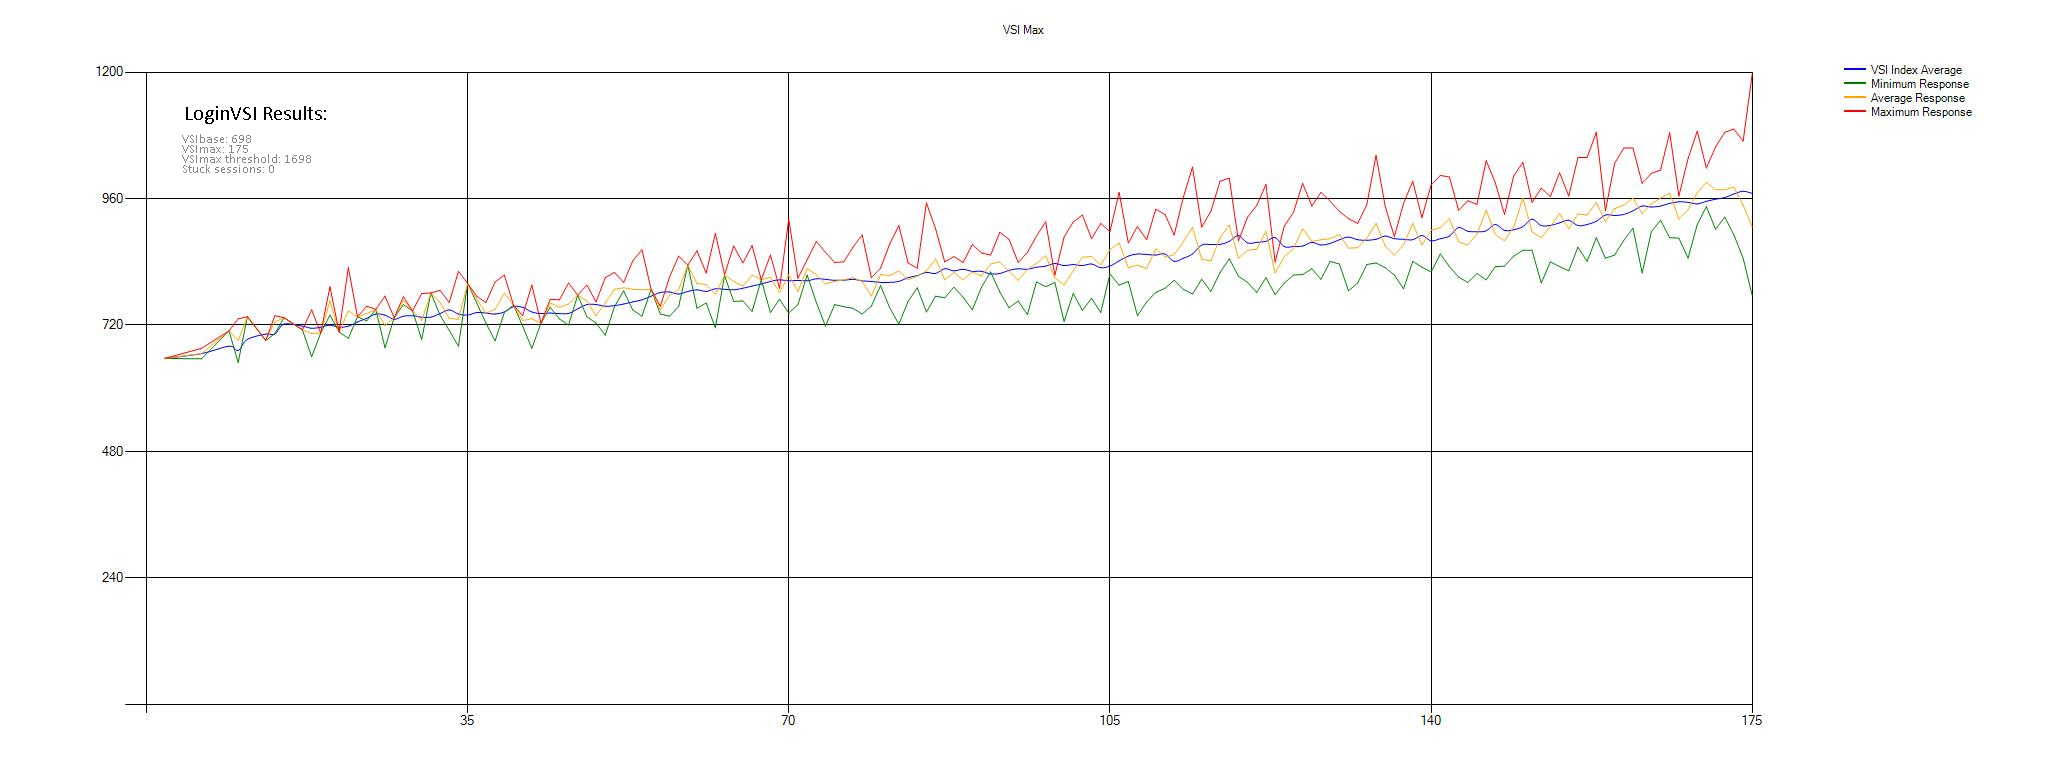 VSI Max
1200
960
720
480
240
LoginVSI Results:
VSIbase: 698
VSImax: 175
VSImax threshold: 1698
Stuck sessions: 0
35
70
105
140
175
VSI Index Average
Minimum Response
Average Response
Maximum Response